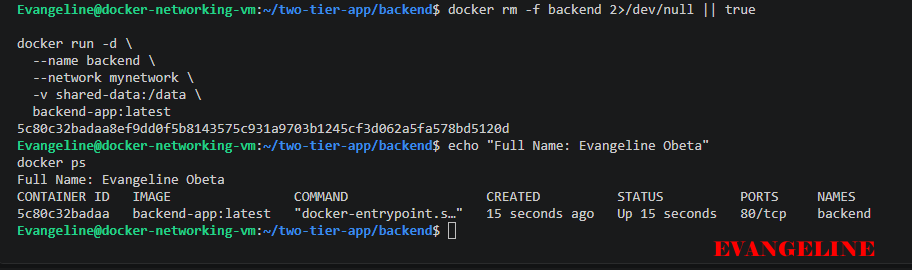 Evangeline@docker-networking-vm:~/two-tier-app/backend$ docker rm -f backend 2>/dev/null || true
docker run -d \
--name backend \
--network mynetwork \
-v shared-data:/data \
backend-app:latest
5c80c32badaa8ef9dd0f5b8143575c931a9703b1245cf3d062a5fa578bd5120d
Evangeline@docker-networking-vm:~/two-tier-app/backend$ echo "Full Name: Evangeline Obeta"
docker ps
Full Name: Evangeline Obeta
CONTAINER ID IMAGE COMMAND CREATED STATUS PORTS NAMES
5c80c32badaa backend-app:latest "docker-entrypoint.s…" 15 seconds ago Up 15 seconds 80/tcp backend
Evangeline@docker-networking-vm:~/two-tier-app/backend$
EVANGELINE